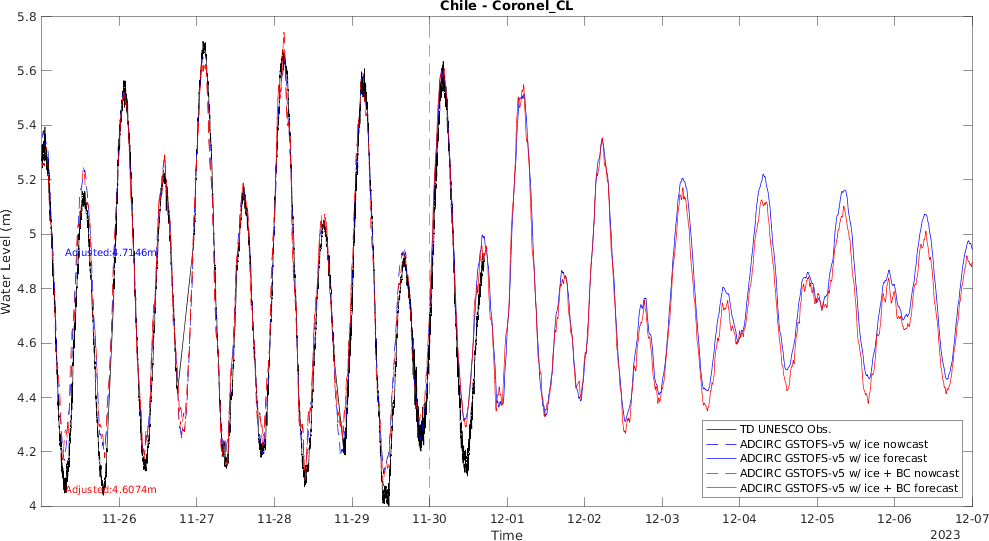 Chile - Coronel_CL
Water Level (m)
5.8
5.6
5.4
5.2
5
4.8
4.6
4.4
4.2
4
Adjusted:4.7146m
Adjusted:4.6074m
TD UNESCO Obs.
ADCIRC GSTOFS-v5 w/ ice nowcast
ADCIRC GSTOFS-v5 w/ ice forecast
ADCIRC GSTOFS-v5 w/ ice + BC nowcast
ADCIRC GSTOFS-v5 w/ ice + BC forecast
11-26 11-27 11-28 11-29 11-30 12-01 12-02 12-03 12-04 12-05 12-06 12-07
Time
2023